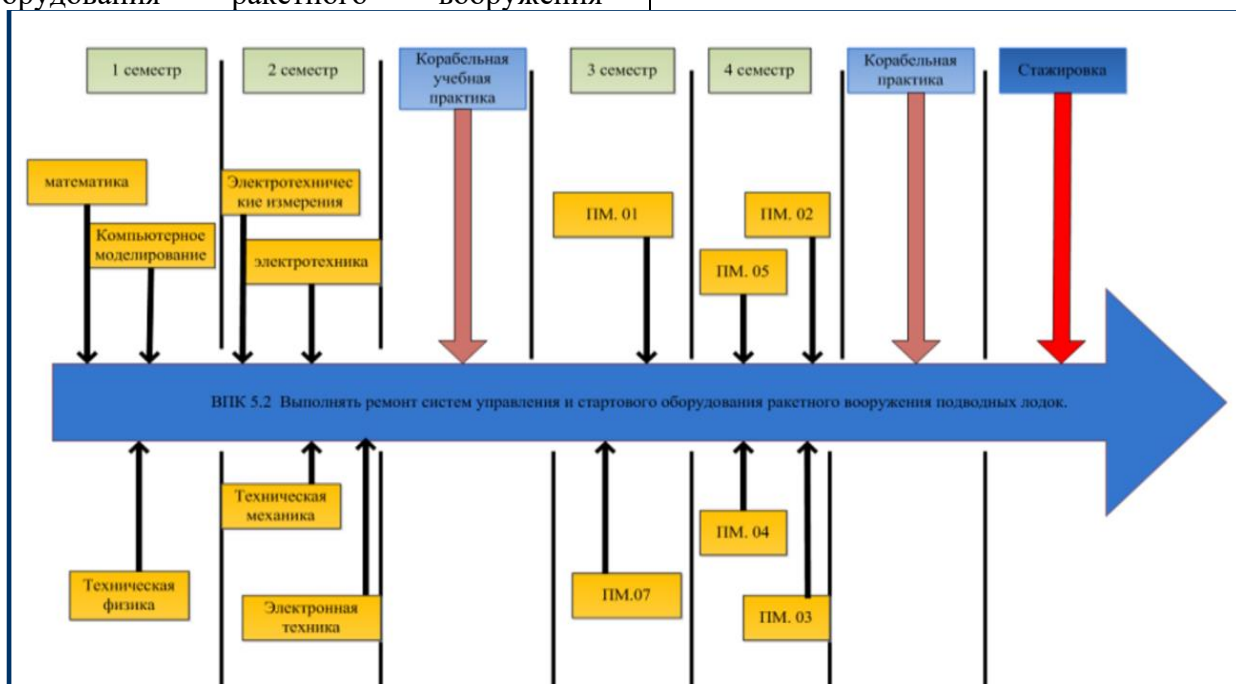 орудования ракетного вооружения
1 семестр
2 семестр
Корабельная
учебная
практика
3 семестр
4 семестр
Корабельная
практика
Стажировка
математика
Компьютерное
моделирование
Электротехничес
кие измерения
электротехника
ПМ. 01
ПМ. 02
ПМ. 05
ВПК 5.2 Выполнять ремонт систем управления и стартового оборудования ракетного вооружения подводных лодок.
Техническая
физика
Техническая
механика
Электронная
техника
ПМ.07
ПМ. 04
ПМ. 03